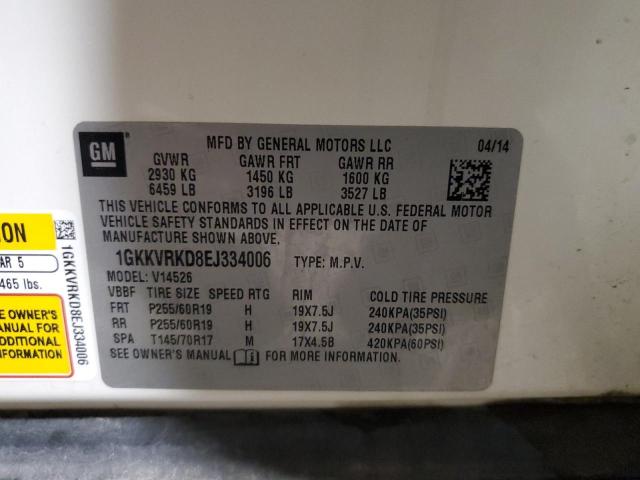 GM
MFD BY GENERAL MOTORS LLC 04/14
GVWR GAWR FRT GAWR RR
2930 KG 1450 KG 1600 KG
6459 LB 3196 LB 3527 LB
THIS VEHICLE CONFORMS TO ALL APPLICABLE U.S. FEDERAL MOTOR
VEHICLE SAFETY STANDARDS IN EFFECT ON THE DATE OF
MANUFACTURE SHOWN ABOVE.
1GKKVRKD8EJ334006 TYPE: M.P.V.
MODEL: V14526
VBBF TIRE SIZE SPEED RTG RIM COLD TIRE PRESSURE
FRT P255/60R19 H 19X7.5J 240KPA(35PSI)
RR P255/60R19 H 19X7.5J 240KPA(35PSI)
SPA T145/70R17 M 17X4.5B 420KPA(60PSI)
SEE OWNER'S MANUAL FOR MORE INFORMATION.
ON
AR 5
465 lbs.
EE OWNER'S
ANUAL FOR
DDITIONAL
NFORMATION
1GKKVRKD8EJ334006